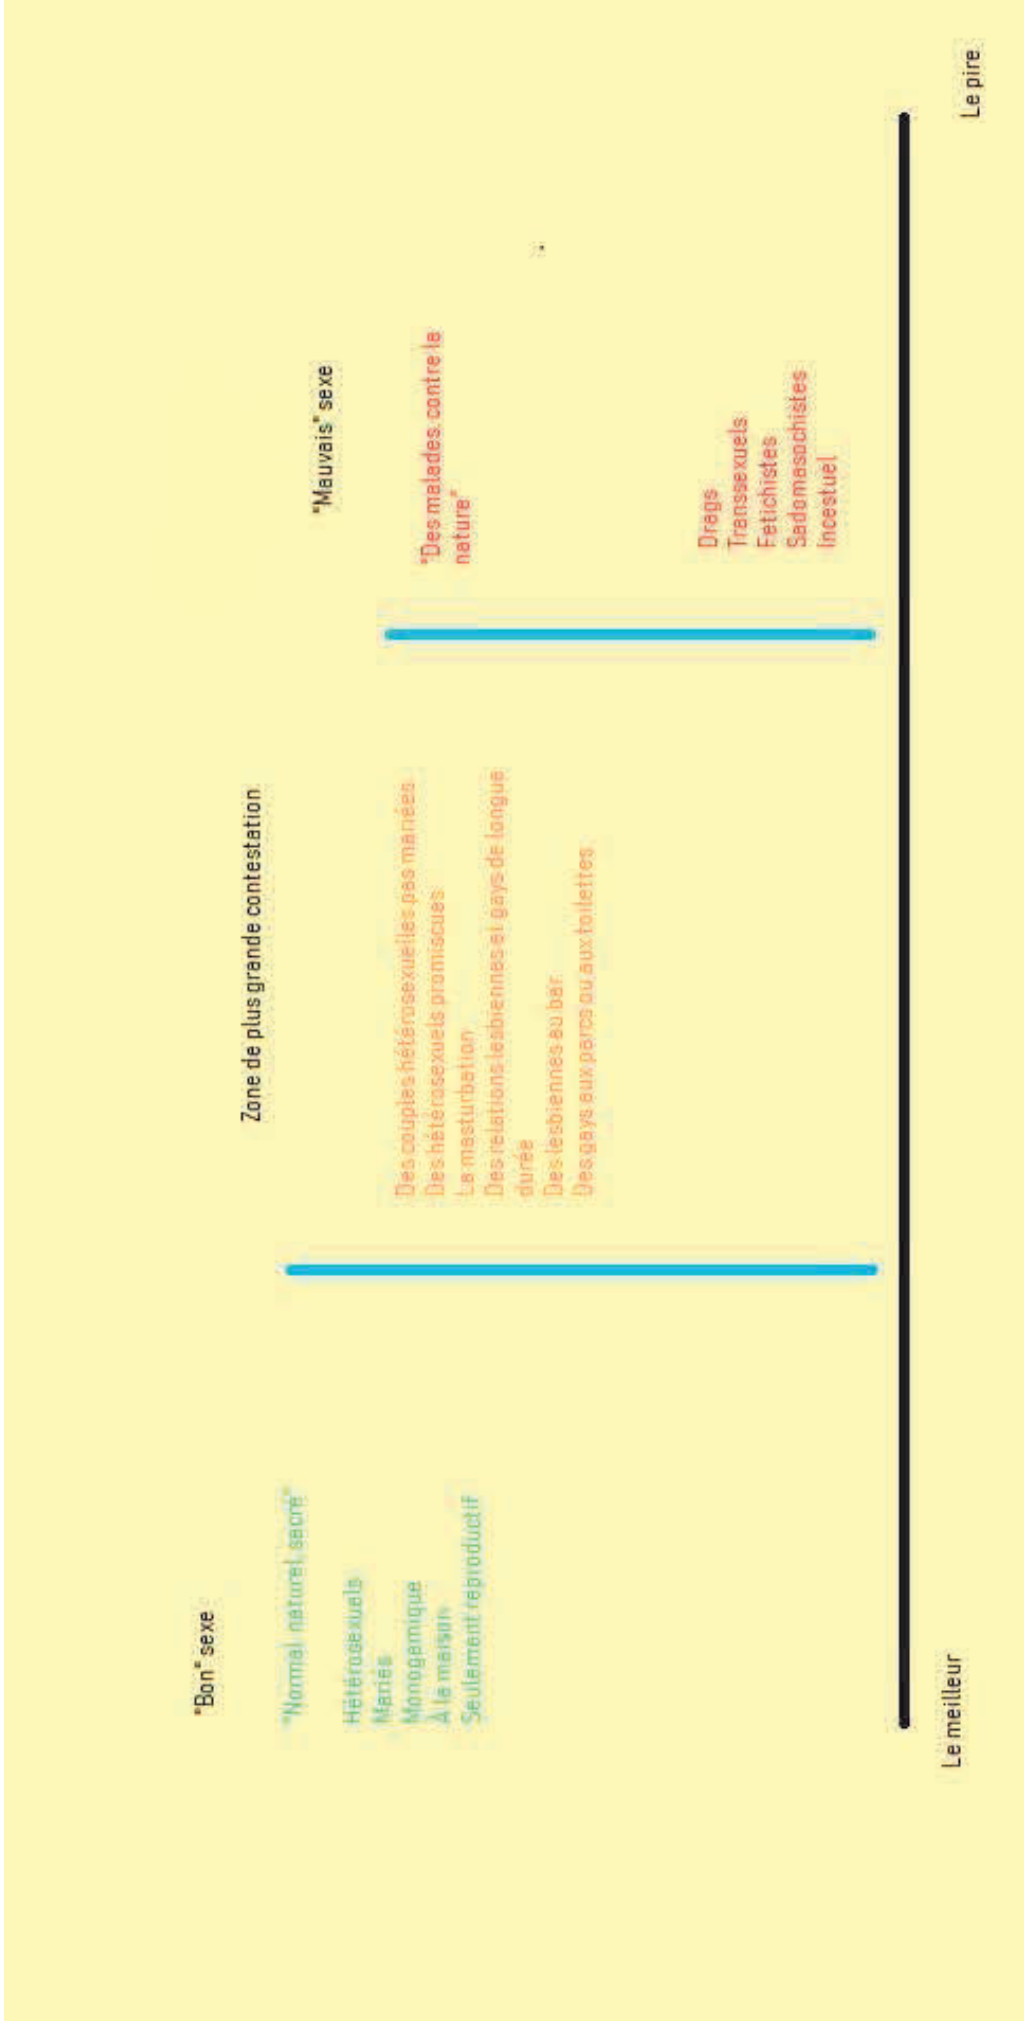 "Bon" sexe
"Normal naturel sacré"
Hétérosexuels
Mariés
Monogamique
À la maison
Seulement reproductif
Zone de plus grande contestation
Des couples hétérosexuelles pas mariées
Des hétérosexuels promiscues
La masturbation
Des relations lesbiennes et gays de longue
durée
Des lesbiennes au bar
Des gays aux parcs ou aux toilettes
"Mauvais" sexe
"Des malades contre la
nature"
Drags
Transsexuels
Fetichistes
Sadomasochistes
Incestuel
Le meilleur
Le pire